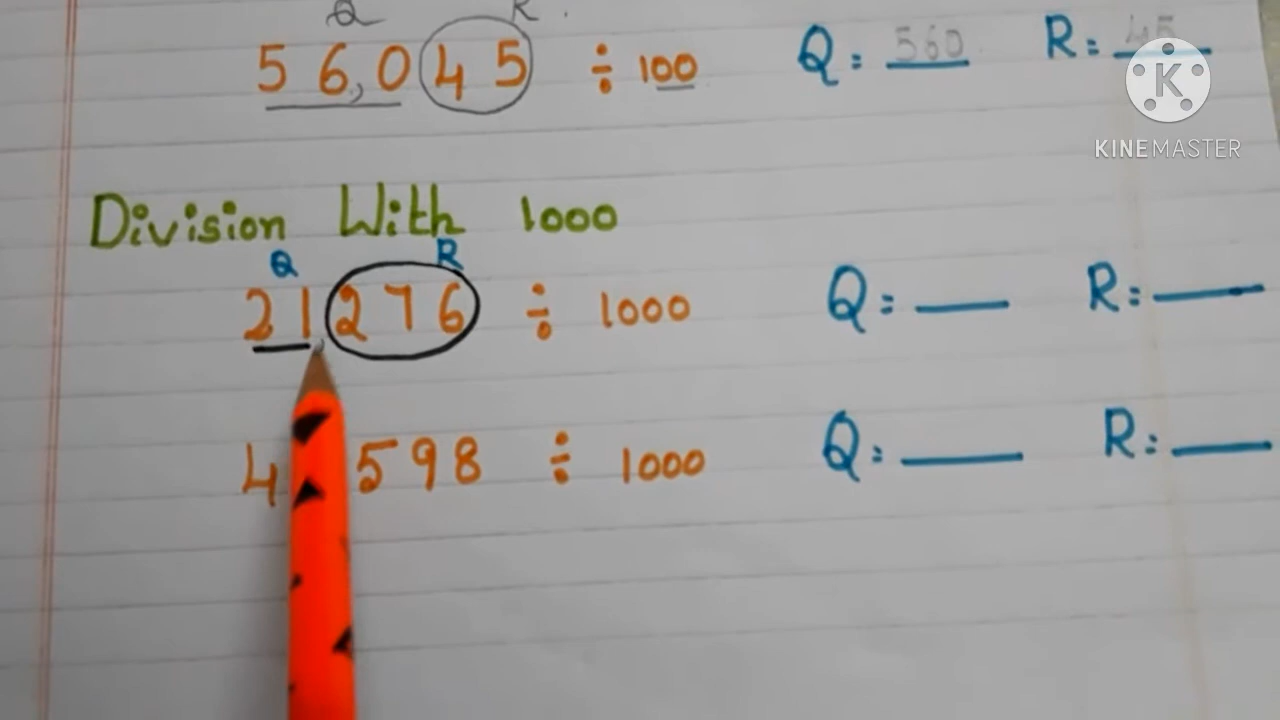 Q R.
56,045 ÷ 100 Q = 560 R = 45
K
KINEMASTER
Division With 1000
Q R
21276 ÷ 1000 Q = R =
4 598 ÷ 1000 Q = R =